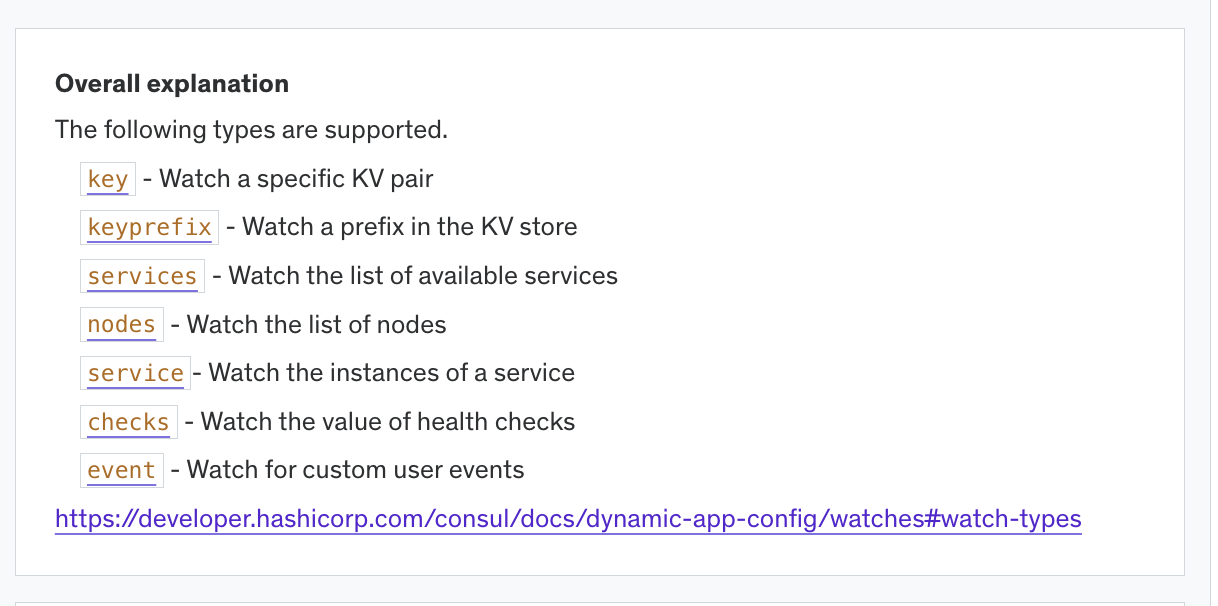 Overall explanation
The following types are supported.
key - Watch a specific KV pair
keyprefix - Watch a prefix in the KV store
services - Watch the list of available services
nodes - Watch the list of nodes
service - Watch the instances of a service
checks - Watch the value of health checks
event - Watch for custom user events
https://developer.hashicorp.com/consul/docs/dynamic-app-config/watches#watch-types